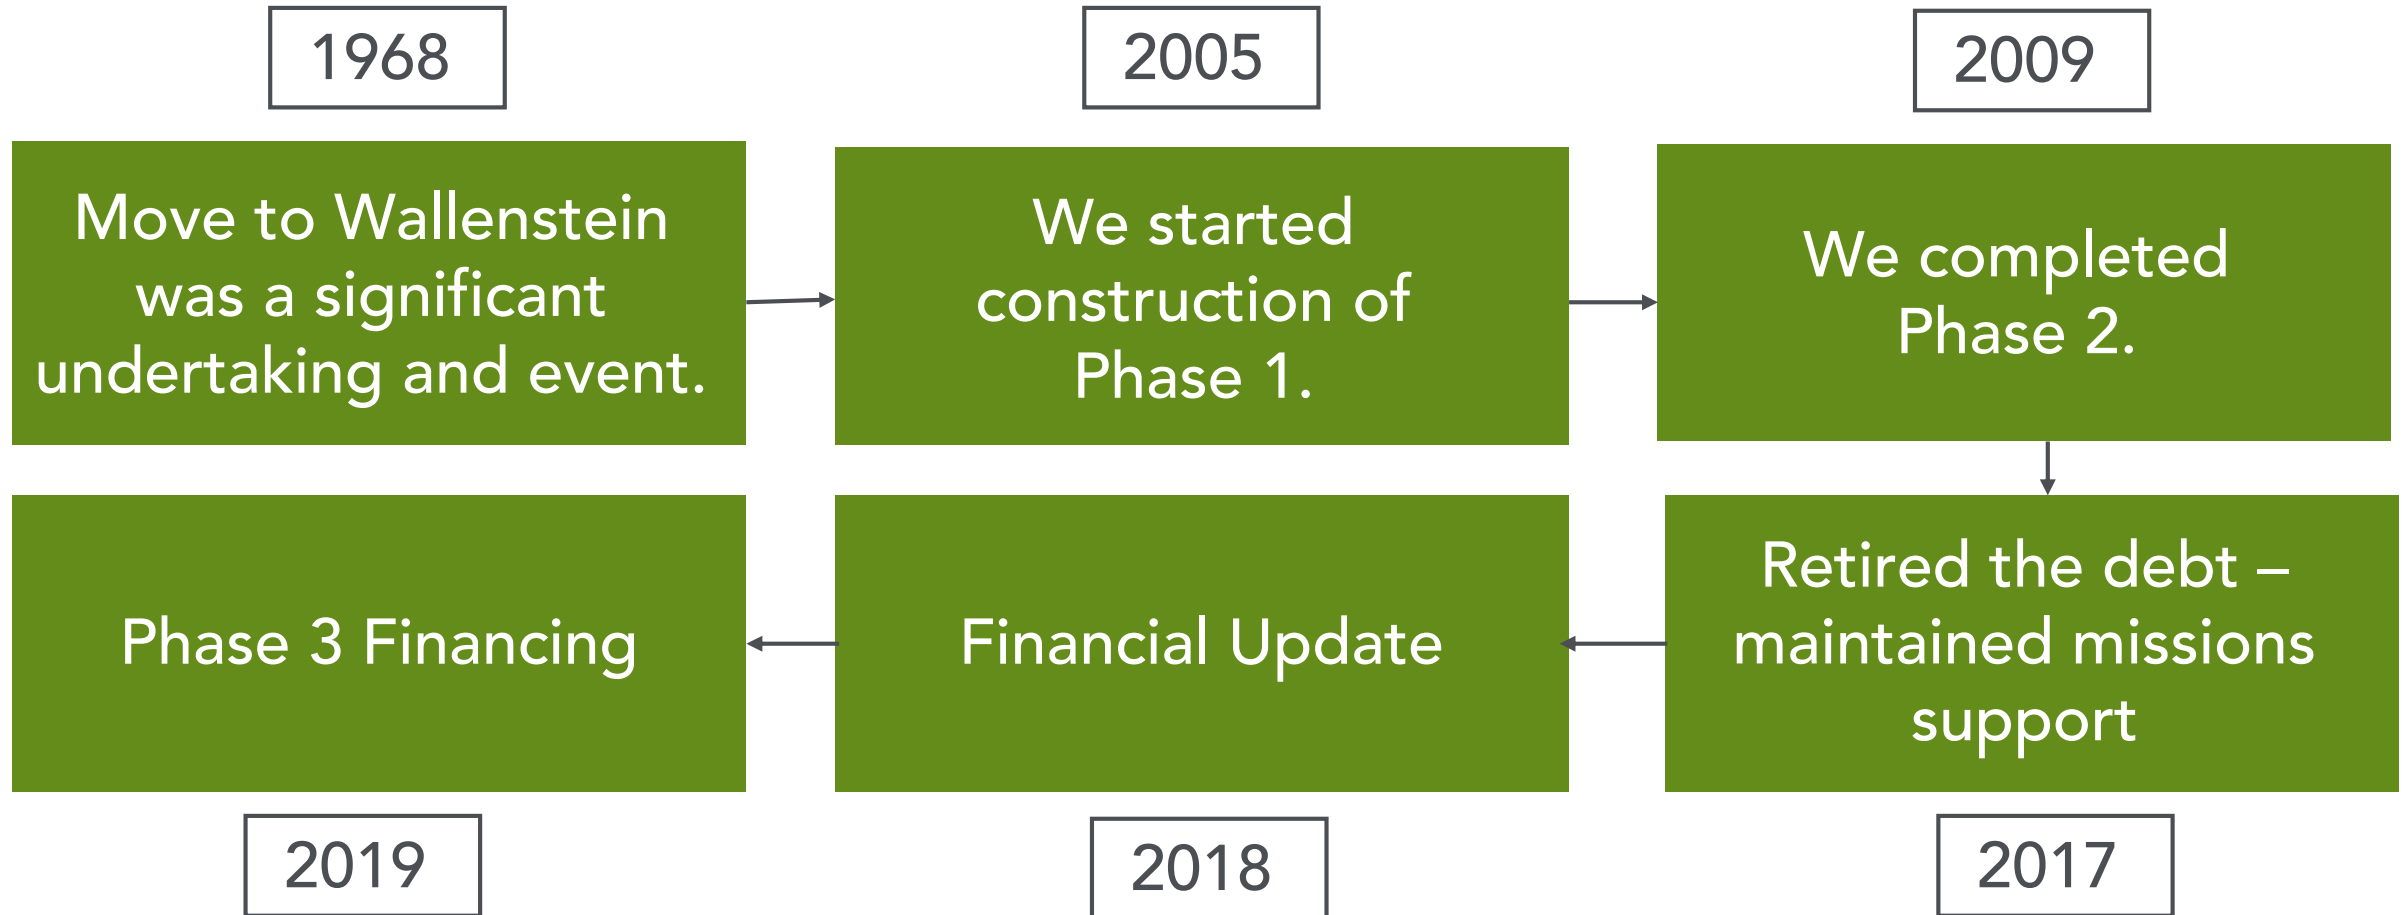 1968
2005
2009
Move to Wallenstein
was a significant
undertaking and event.
We started
construction of
Phase 1.
We completed
Phase 2.
Retired the debt –
maintained missions
support
Financial Update
Phase 3 Financing
2017
2018
2019